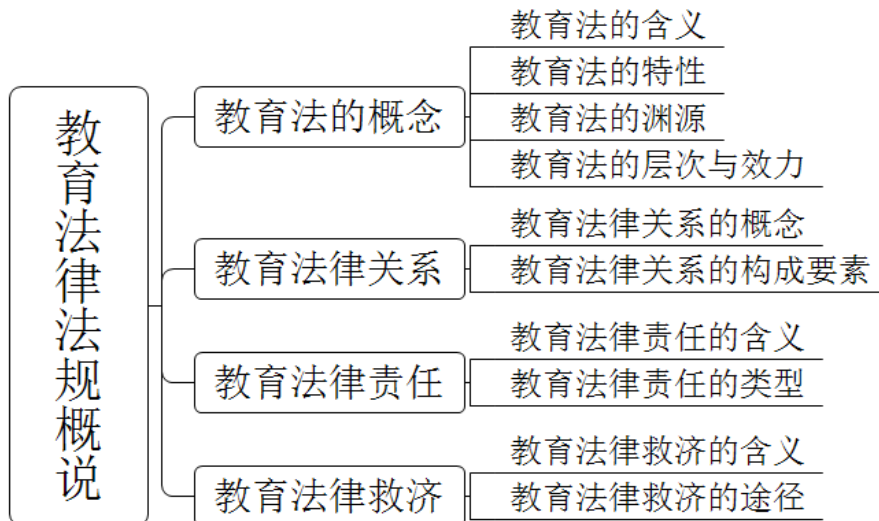 教育法律法规概说
教育法的概念
教育法的含义
教育法的特性
教育法的渊源
教育法的层次与效力
教育法律关系
教育法律关系的概念
教育法律关系的构成要素
教育法律责任
教育法律责任的含义
教育法律责任的类型
教育法律救济
教育法律救济的含义
教育法律救济的途径